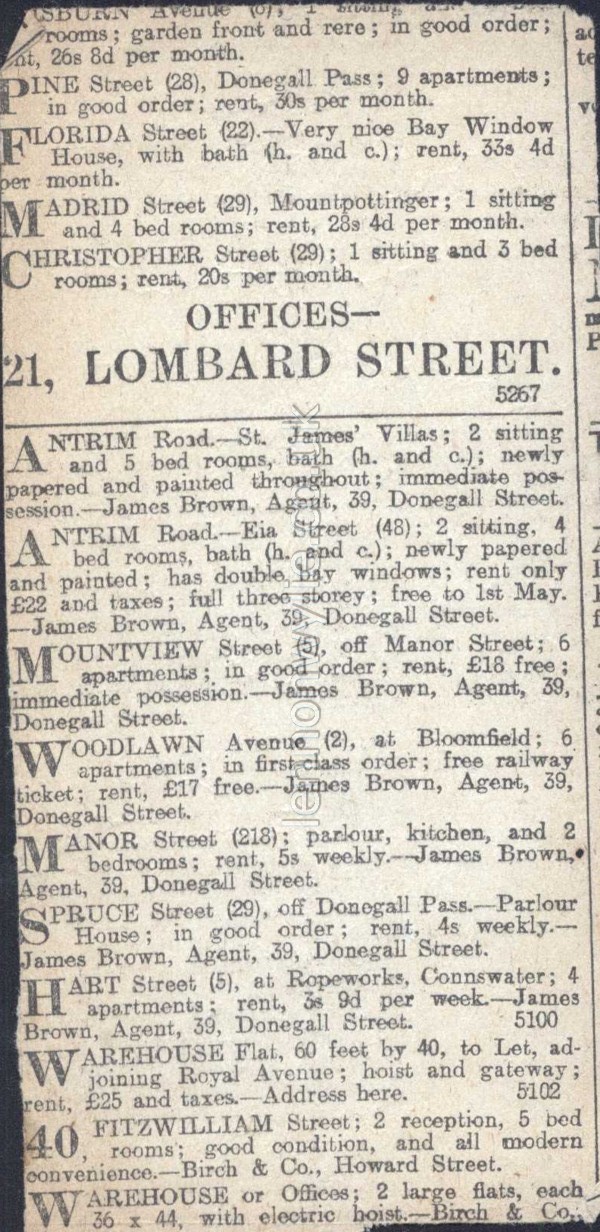 rooms; garden front and rere; in good order;
26s 8d per month.
PINE Street (28), Donegall Pass; 9 apartments;
in good order; rent, 30s per month.
FLORIDA Street (22).—Very nice Bay Window
House, with bath (h. and c.); rent, 33s 4d
per month.
MADRID Street (29), Mountpottinger; 1 sitting
and 4 bed rooms; rent, 28s 4d per month.
CHRISTOPHER Street (29); 1 sitting and 3 bed
rooms; rent, 20s per month.
OFFICES—
21, LOMBARD STREET.
5267
ANTRIM Road.—St. James' Villas; 2 sitting
and 5 bed rooms, bath (h. and c.); newly
papered and painted throughout; immediate pos-
session.—James Brown, Agent, 39, Donegall Street.
ANTRIM Road.—Eia Street (48); 2 sitting, 4
bed rooms, bath (h. and c.); newly papered
and painted; has double bay windows; rent only
£22 and taxes; full three storey; free to 1st May.
—James Brown, Agent, 39, Donegall Street.
MOUNTVIEW Street (5), off Manor Street; 6
apartments; in good order; rent, £18 free;
immediate possession.—James Brown, Agent, 39,
Donegall Street.
WOODLAWN Avenue (2), at Bloomfield; 6
apartments; in first-class order; free railway
ticket; rent, £17 free.—James Brown, Agent, 39,
Donegall Street.
MANOR Street (218); parlour, kitchen, and 2
bedrooms; rent, 5s weekly.—James Brown,
Agent, 39, Donegall Street.
SPRUCE Street (29), off Donegall Pass.—Parlour
House; in good order; rent, 4s weekly.—
James Brown, Agent, 39, Donegall Street.
HART Street (5), at Ropeworks, Connswater; 4
apartments; rent, 3s 9d per week.—James
Brown, Agent, 39, Donegall Street. 5100
WAREHOUSE Flat, 60 feet by 40, to Let, ad-
joining Royal Avenue; hoist and gateway;
rent, £25 and taxes.—Address here. 5102
40, FITZWILLIAM Street; 2 reception, 5 bed
rooms; good condition, and all modern
convenience.—Birch & Co., Howard Street.
WAREHOUSE or Offices; 2 large flats, each
36 x 44, with electric hoist.—Birch & Co.,